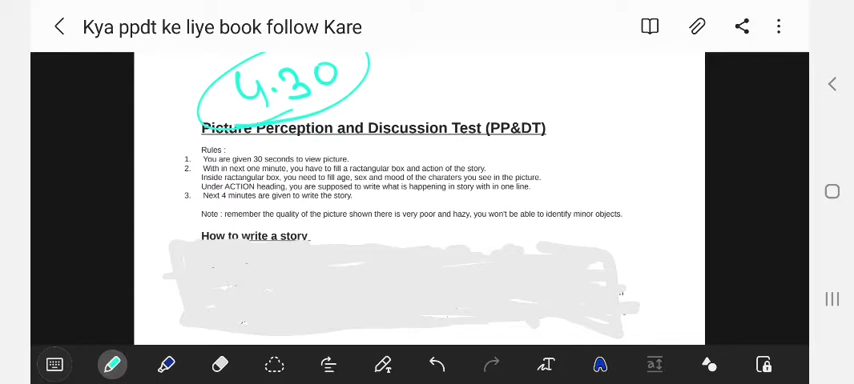 Kya ppdt ke liye book follow Kare
4.30
Picture Perception and Discussion Test (PP&DT)
Rules :
1. You are given 30 seconds to view picture.
2. With in next one minute, you have to fill a ractangular box and action of the story.
Inside ractangular box, you need to fill age, sex and mood of the charaters you see in the picture.
Under ACTION heading, you are supposed to write what is happening in story with in one line.
3. Next 4 minutes are given to write the story.
Note : remember the quality of the picture shown there is very poor and hazy, you won't be able to identify minor objects.
How to write a story